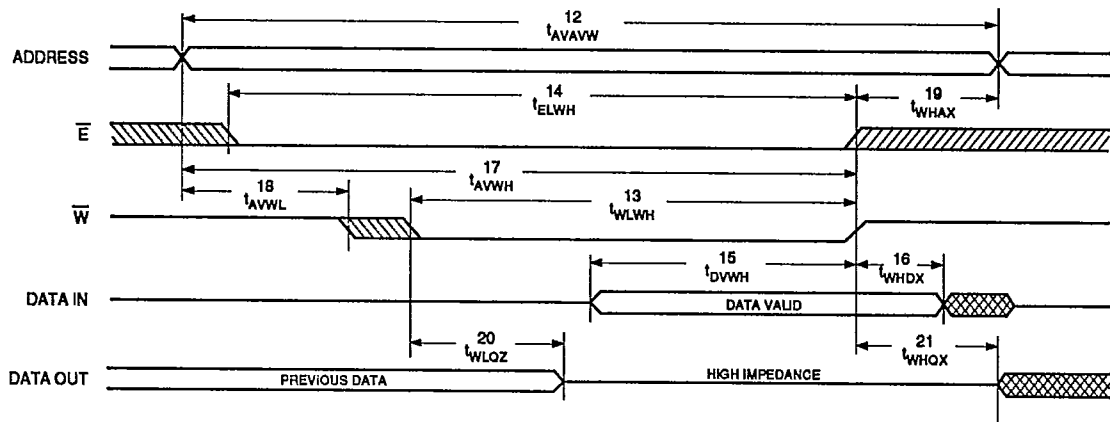 12
tAVAVW
ADDRESS
14
tELWH
19
tWHAX
E
17
tAVWH
18
tAVWL
13
tWLWH
W
15
tDVWH
16
tWHDX
DATA IN
DATA VALID
20
tWLQZ
21
tWHQX
DATA OUT
PREVIOUS DATA
HIGH IMPEDANCE